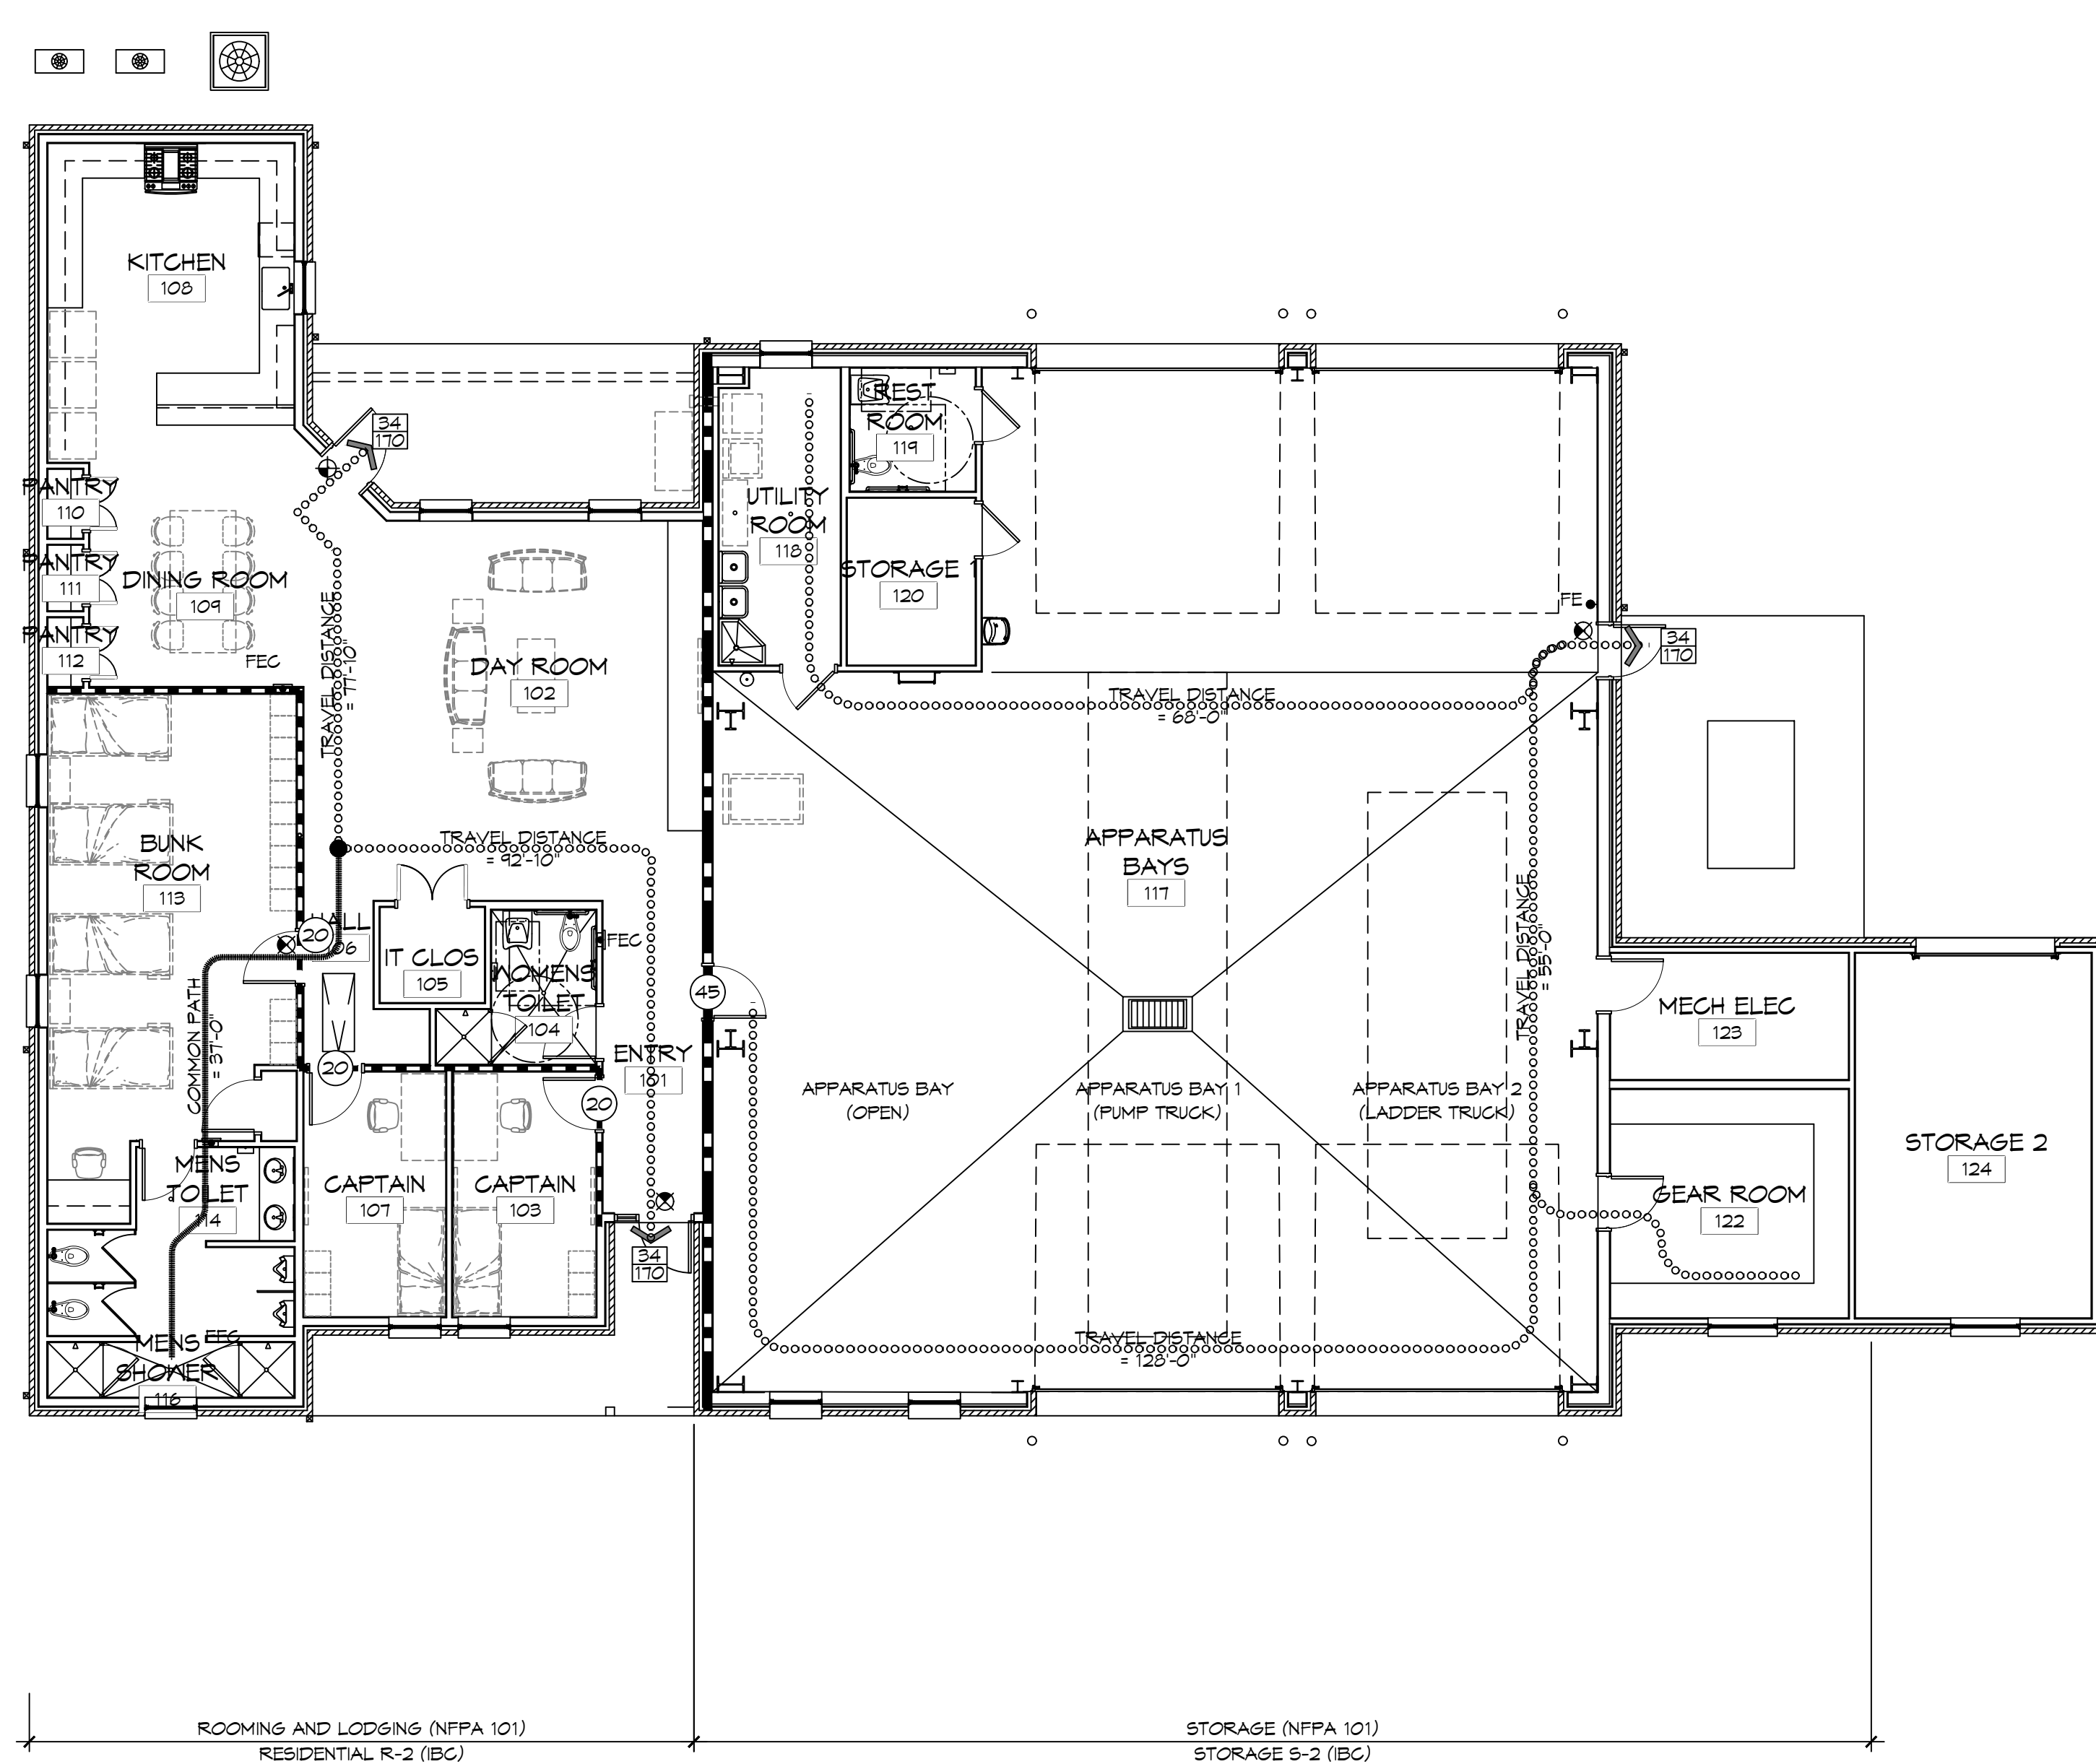 KITCHEN
108
34
170
PANTRY
110
PANTRY
111
PANTRY
112
DINING ROOM
109
FEC
TRAVEL DISTANCE
= 77'-10"
DAY ROOM
102
REST
ROOM
119
UTILITY
ROOM
118
STORAGE 1
120
FE
34
170
TRAVEL DISTANCE
= 68'-0"
TRAVEL DISTANCE
= 92'-10"
BUNK
ROOM
113
APPARATUS
BAYS
117
TRAVEL DISTANCE
= 55'-0"
20
HALL
106
IT CLOS
105
FEC
WOMENS
TOILET
104
45
COMMON PATH
= 37'-0"
20
ENTRY
101
20
MECH ELEC
123
APPARATUS BAY
(OPEN)
APPARATUS BAY 1
(PUMP TRUCK)
APPARATUS BAY 2
(LADDER TRUCK)
STORAGE 2
124
MENS
TOILET
114
CAPTAIN
107
CAPTAIN
103
GEAR ROOM
122
34
170
MENS
SHOWER
116
FEC
TRAVEL DISTANCE
= 128'-0"
ROOMING AND LODGING (NFPA 101)
RESIDENTIAL R-2 (IBC)
STORAGE (NFPA 101)
STORAGE S-2 (IBC)